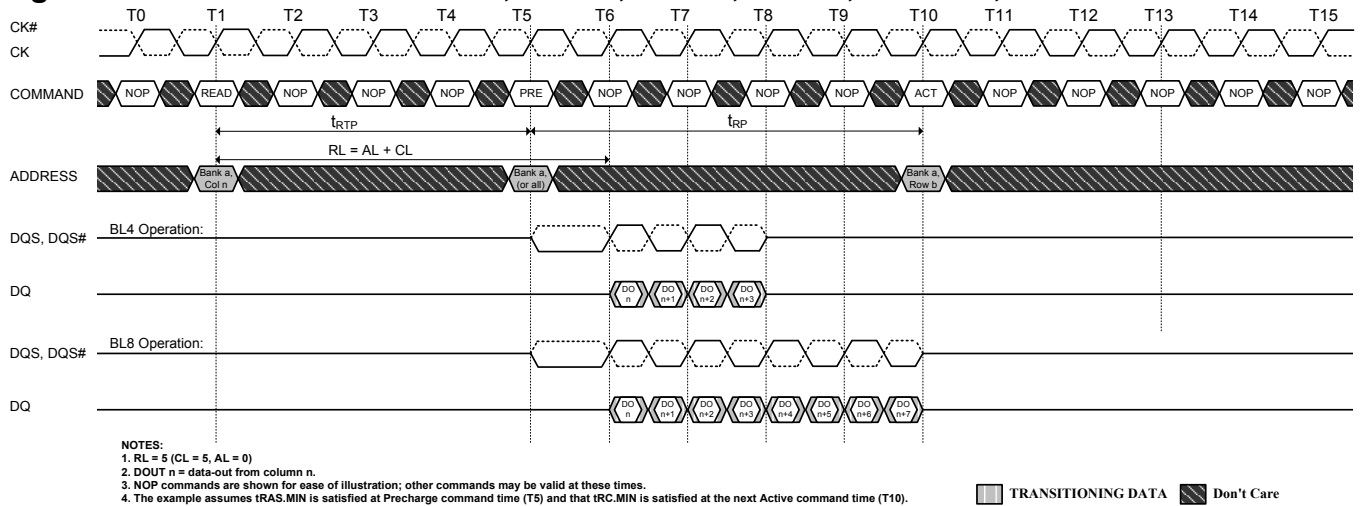 T0 T1 T2 T3 T4 T5 T6 T7 T8 T9 T10 T11 T12 T13 T14 T15
CK#
CK
COMMAND NOP READ NOP NOP NOP PRE NOP NOP NOP NOP ACT NOP NOP NOP NOP NOP
tRTP tRP
RL = AL + CL
ADDRESS
Bank a, Bank a, Bank a,
Col n (or all) Row b
BL4 Operation:
DQS, DQS#
DQ
DO DO DO DO
n n+1 n+2 n+3
BL8 Operation:
DQS, DQS#
DQ
DO DO DO DO DO DO DO DO
n n+1 n+2 n+3 n+4 n+5 n+6 n+7
NOTES:
1. RL = 5 (CL = 5, AL = 0)
2. DOUT n = data-out from column n.
3. NOP commands are shown for ease of illustration; other commands may be valid at these times.
4. The example assumes tRAS.MIN is satisfied at Precharge command time (T5) and that tRC.MIN is satisfied at the next Active command time (T10).
TRANSITIONING DATA Don't Care